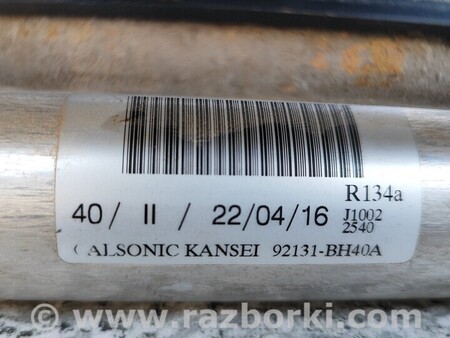 R134a
40 / II / 22/04/16 J1002
2540
CALSONIC KANSEI 92131-BH40A
© www.razborki.com